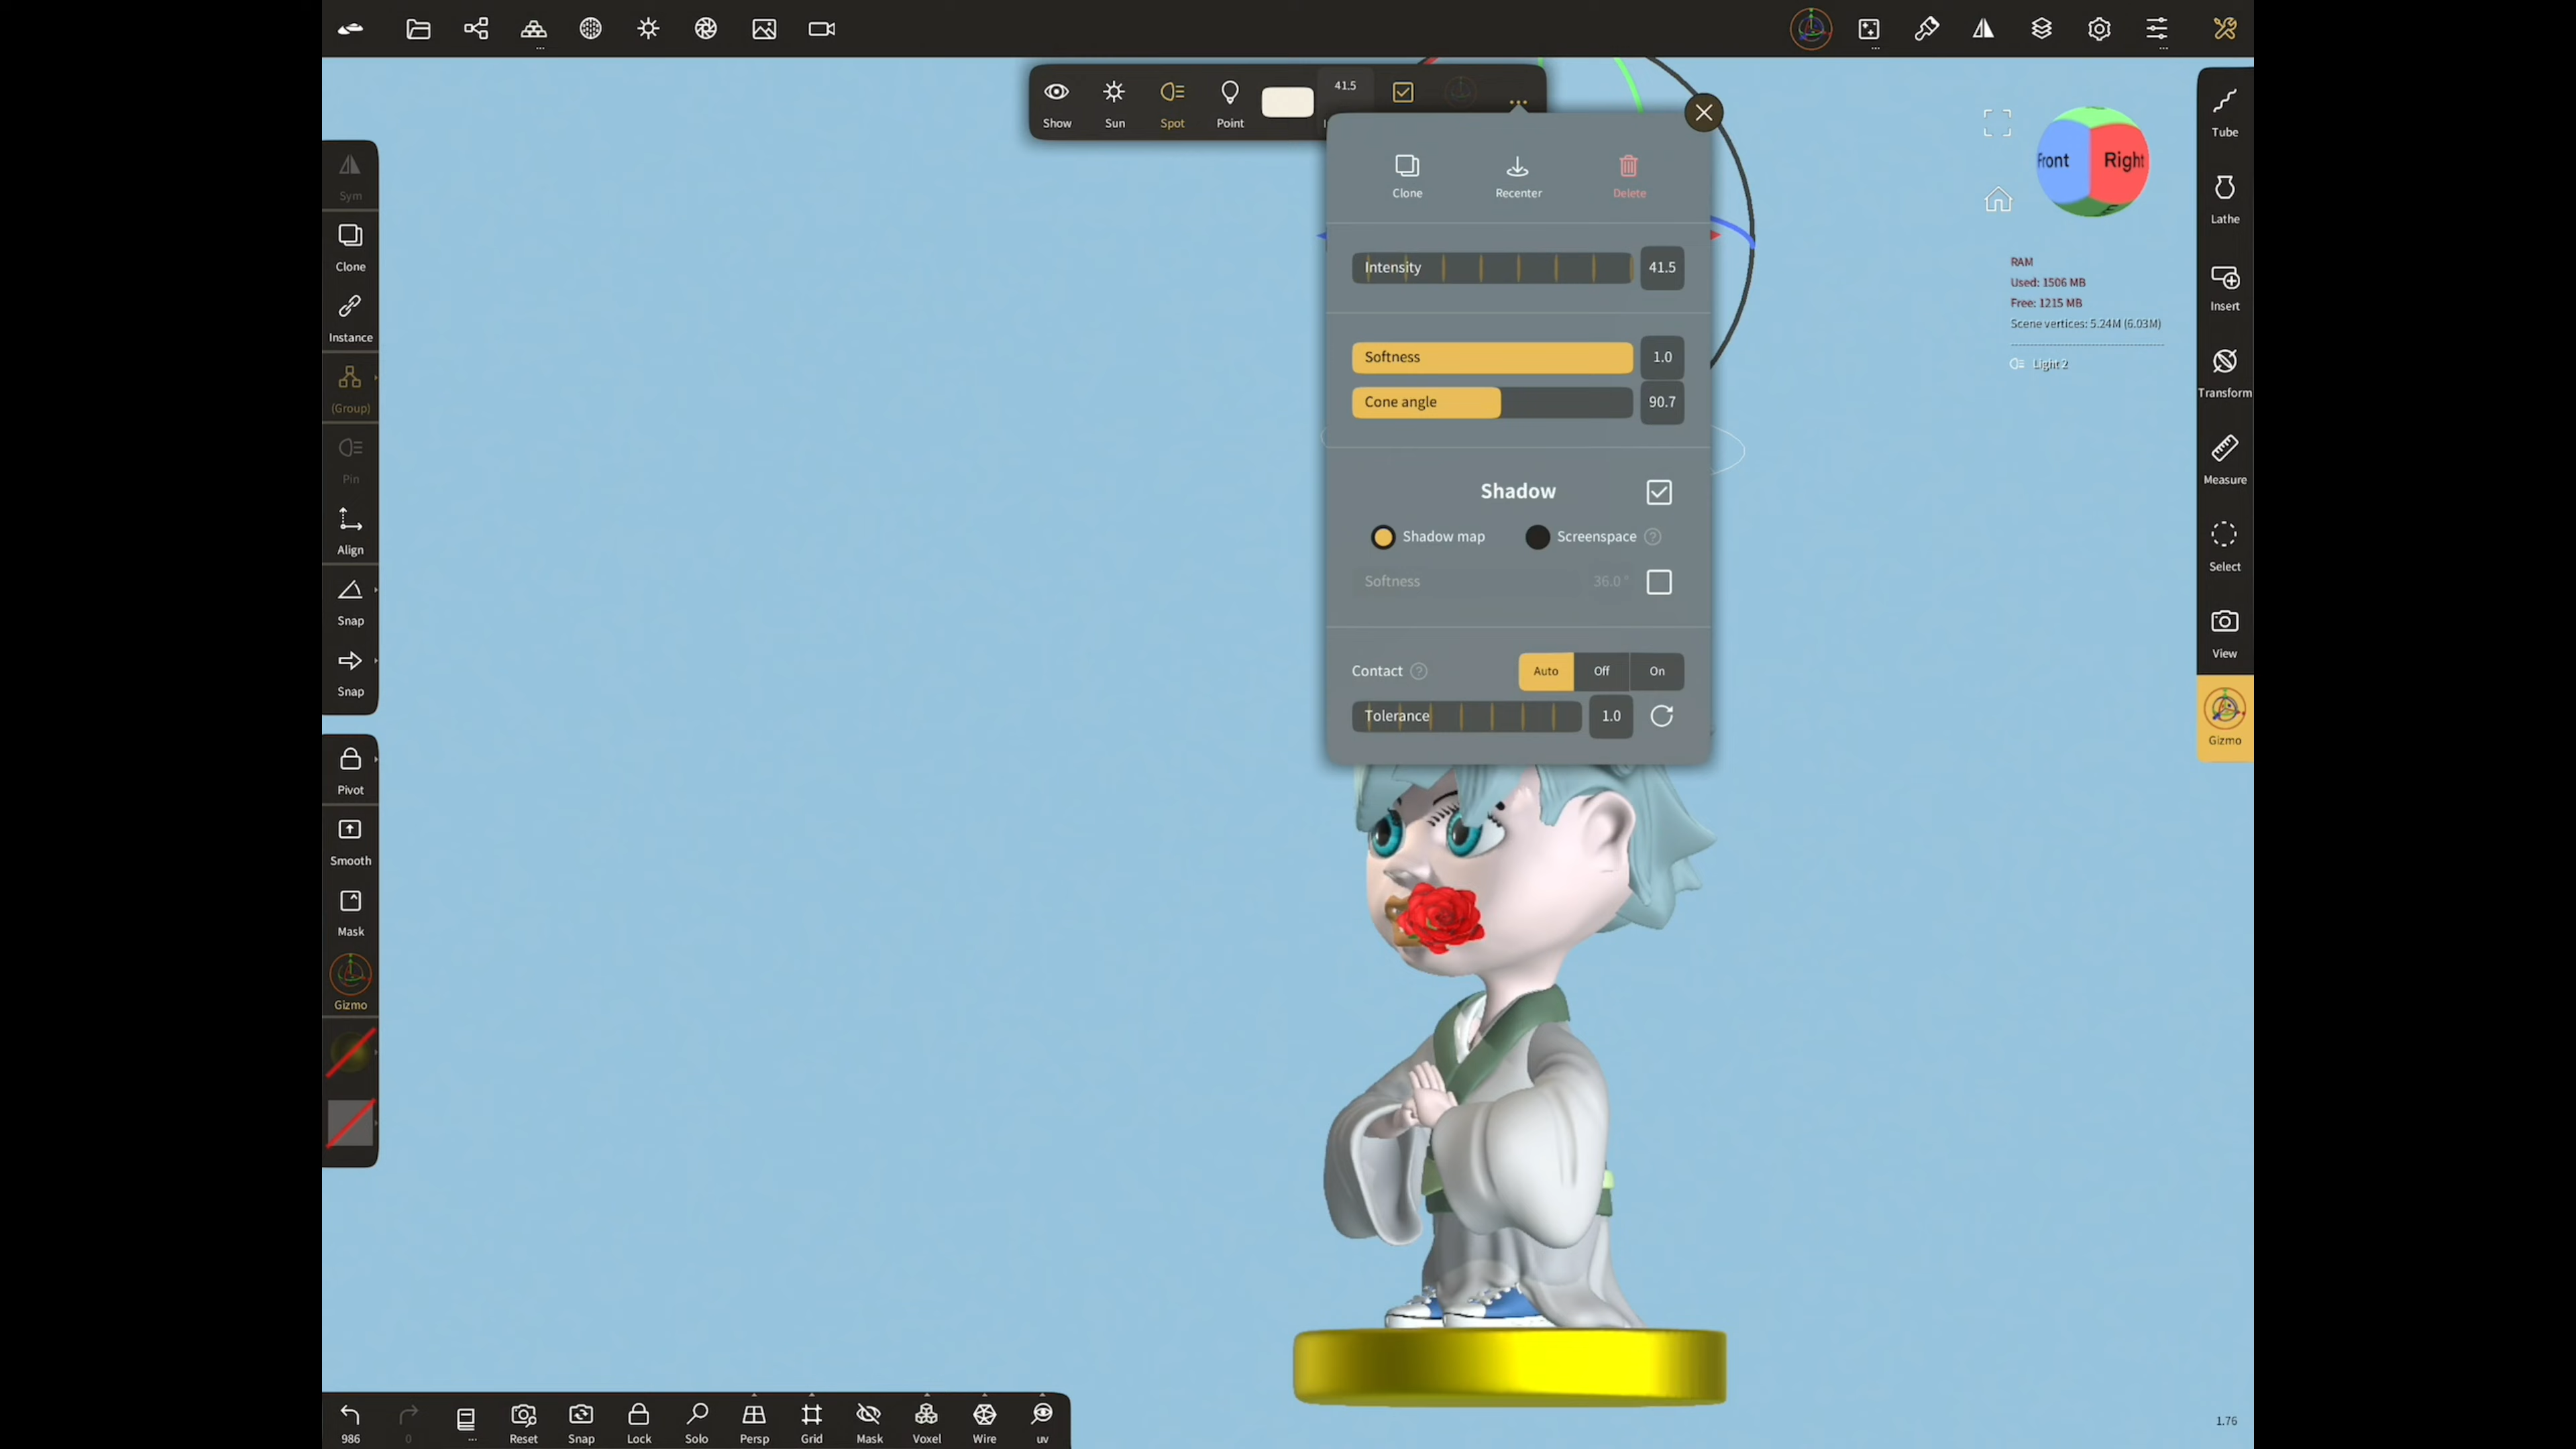 Show
Sun
Spot
Point
41.5
Clone
Recenter
Delete
Intensity
41.5
Softness
1.0
Cone angle
90.7
Shadow
Shadow map
Screenspace ?
Softness
36.0 °
Contact ?
Auto
Off
On
Tolerance
1.0
Front
Right
RAM
Used: 1506 MB
Free: 1215 MB
Scene vertices: 5.24M (6.03M)
Light 2
Sym
Clone
Instance
(Group)
Pin
Align
Snap
Snap
Pivot
Smooth
Mask
Gizmo
Tube
Lathe
Insert
Transform
Measure
Select
View
Gizmo
986
0
...
Reset
Snap
Lock
Solo
Persp
Grid
Mask
Voxel
Wire
uv
1.76